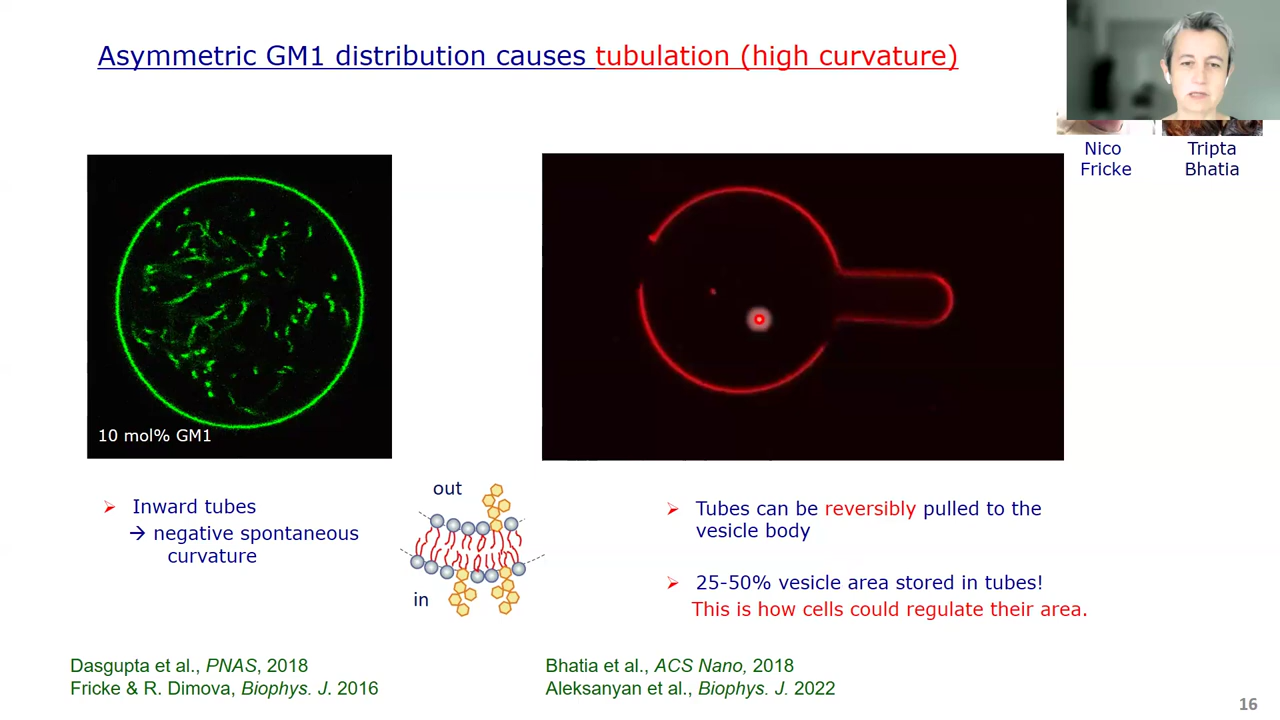 Asymmetric GM1 distribution causes tubulation (high curvature)
Nico
Fricke
Tripta
Bhatia
10 mol% GM1
Inward tubes
→ negative spontaneous
curvature
out
in
Tubes can be reversibly pulled to the
vesicle body
25-50% vesicle area stored in tubes!
This is how cells could regulate their area.
Dasgupta et al., PNAS, 2018
Fricke & R. Dimova, Biophys. J. 2016
Bhatia et al., ACS Nano, 2018
Aleksanyan et al., Biophys. J. 2022
16